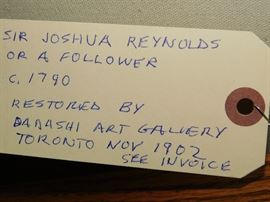 SIR JOSHUA REYNOLDS
OR A FOLLOWER
C. 1790
RESTORED BY
DARASHI ART GALLERY
TORONTO NOV 1902
SEE INVOICE